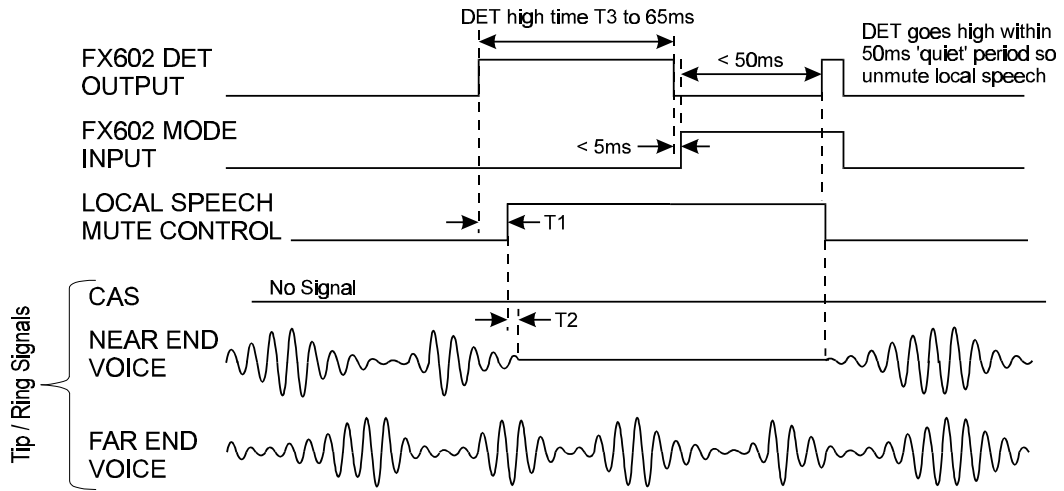 DET high time T3 to 65ms
DET goes high within
50ms 'quiet' period so
unmute local speech
FX602 DET
OUTPUT
< 50ms
FX602 MODE
INPUT
< 5ms
LOCAL SPEECH
MUTE CONTROL
T1
CAS
No Signal
T2
NEAR END
VOICE
FAR END
VOICE
Tip / Ring Signals